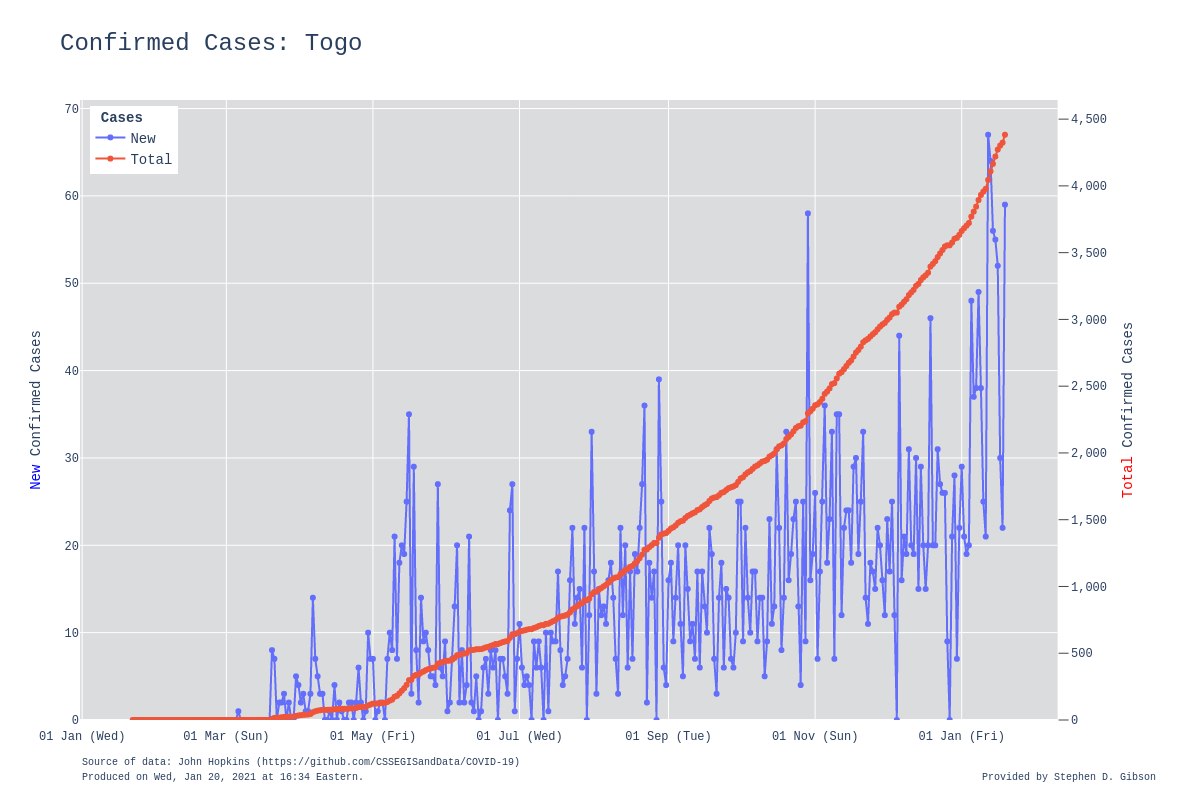 Confirmed Cases: Togo
Cases
New
Total
70
60
50
40
30
20
10
0
4,500
4,000
3,500
3,000
2,500
2,000
1,500
1,000
500
0
New Confirmed Cases
Total Confirmed Cases
01 Jan (Wed) 01 Mar (Sun) 01 May (Fri) 01 Jul (Wed) 01 Sep (Tue) 01 Nov (Sun) 01 Jan (Fri)
Source of data: John Hopkins (https://github.com/CSSEGISandData/COVID-19)
Produced on Wed, Jan 20, 2021 at 16:34 Eastern.
Provided by Stephen D. Gibson